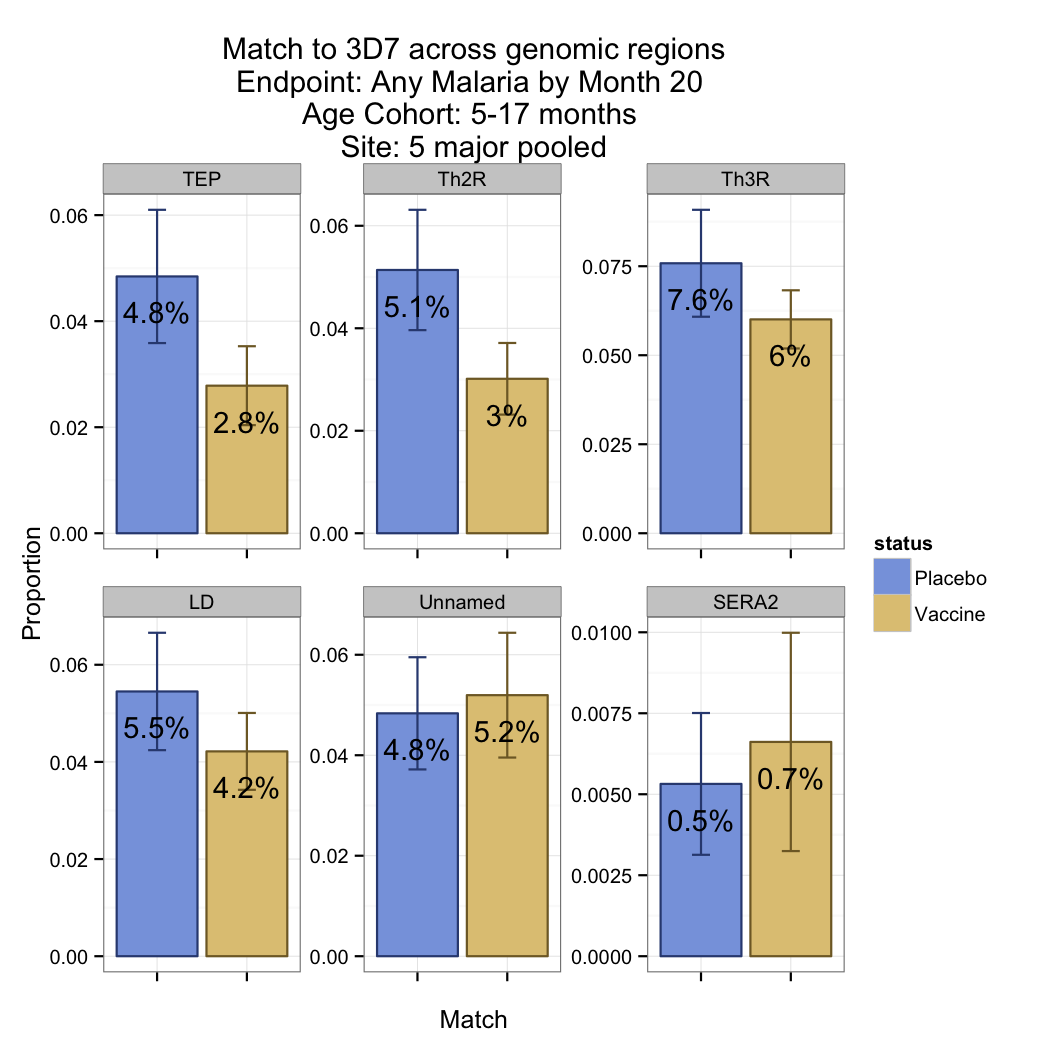 Match to 3D7 across genomic regions
Endpoint: Any Malaria by Month 20
Age Cohort: 5-17 months
Site: 5 major pooled
TEP
Th2R
Th3R
0.06
0.04
0.02
0.00
4.8%
2.8%
0.06
0.04
0.02
0.00
5.1%
3%
0.075
0.050
0.025
0.000
7.6%
6%
Proportion
status
Placebo
Vaccine
LD
Unnamed
SERA2
0.06
0.04
0.02
0.00
5.5%
4.2%
0.06
0.04
0.02
0.00
4.8%
5.2%
0.0100
0.0075
0.0050
0.0025
0.0000
0.5%
0.7%
Match